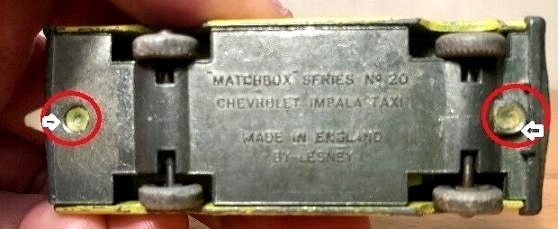 "MATCHBOX" SERIES Nº 20
CHEVROLET IMPALA TAXI
MADE IN ENGLAND
BY LESNEY